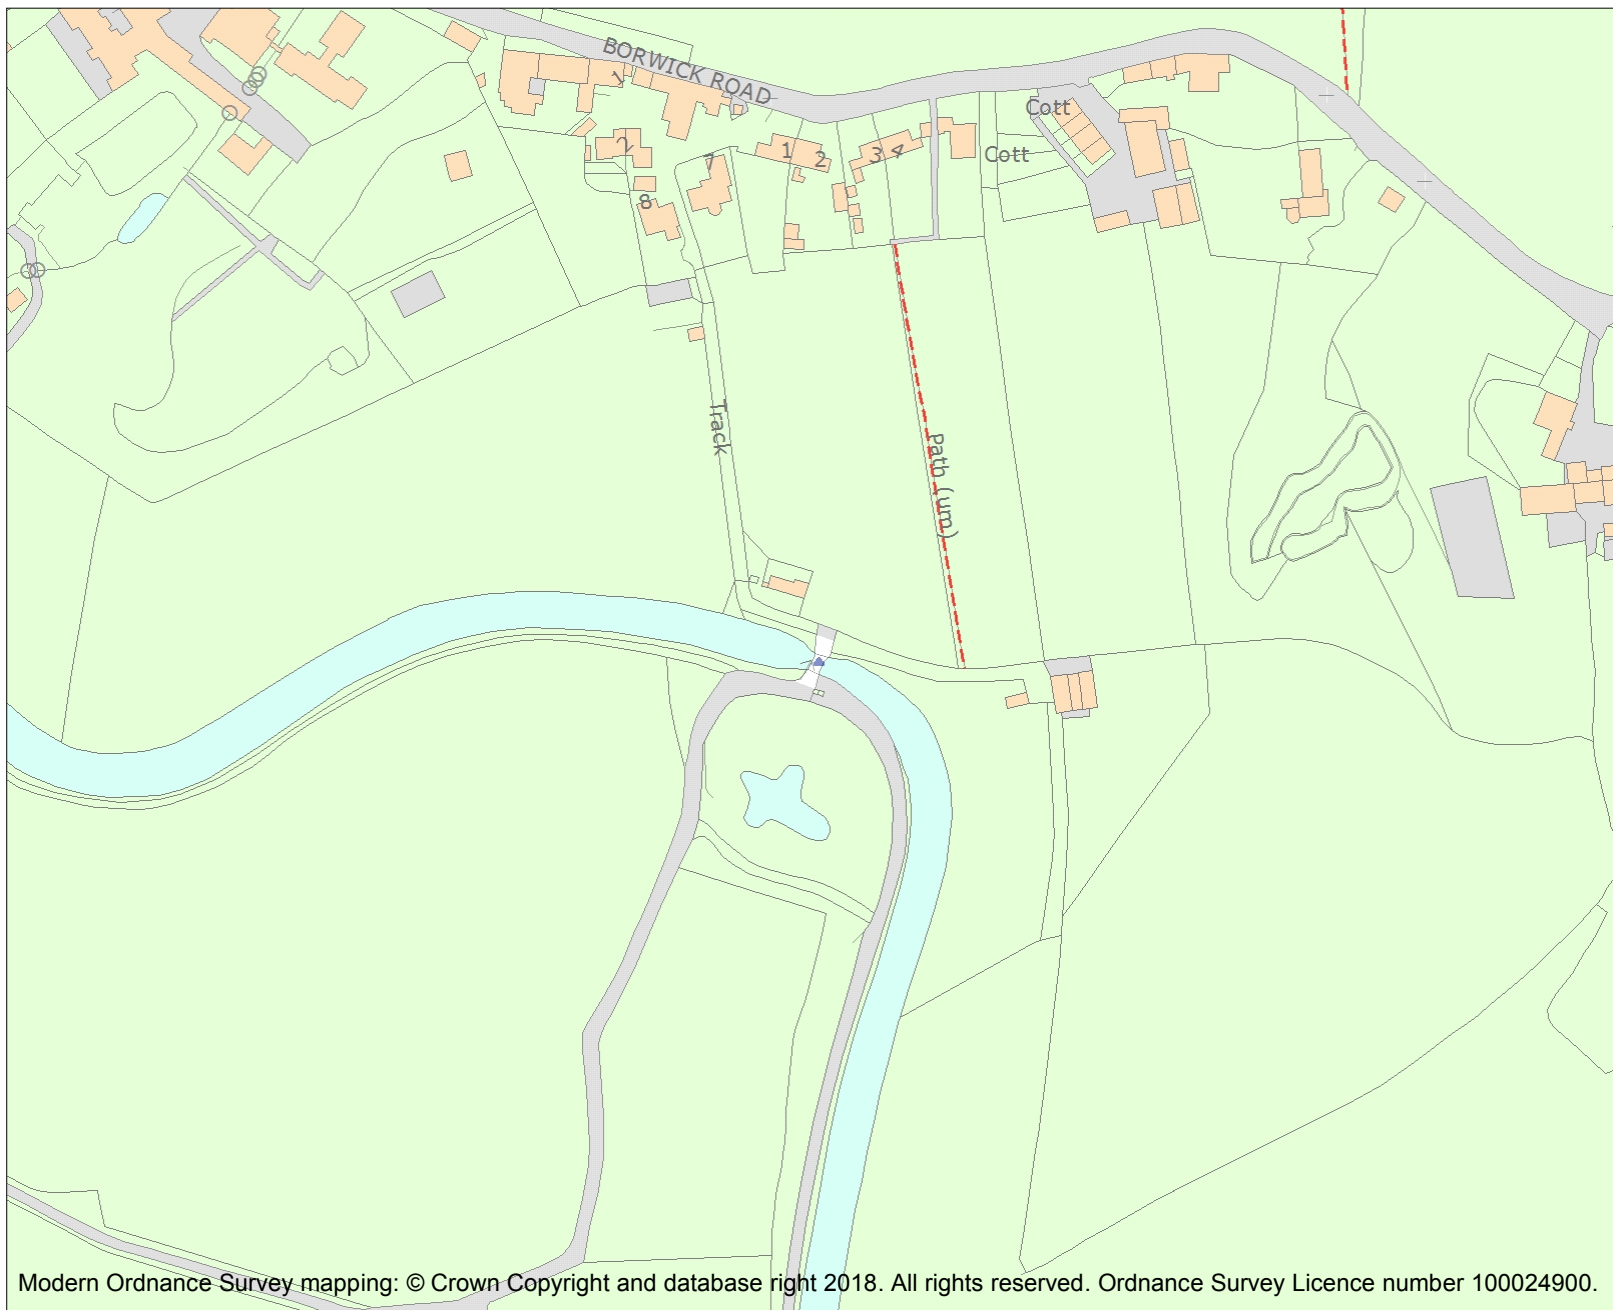 BORWICK ROAD
1
2
7
8
1
2
3
4
Cott
Cott
Track
Path (um)
Modern Ordnance Survey mapping: © Crown Copyright and database right 2018. All rights reserved. Ordnance Survey Licence number 100024900.